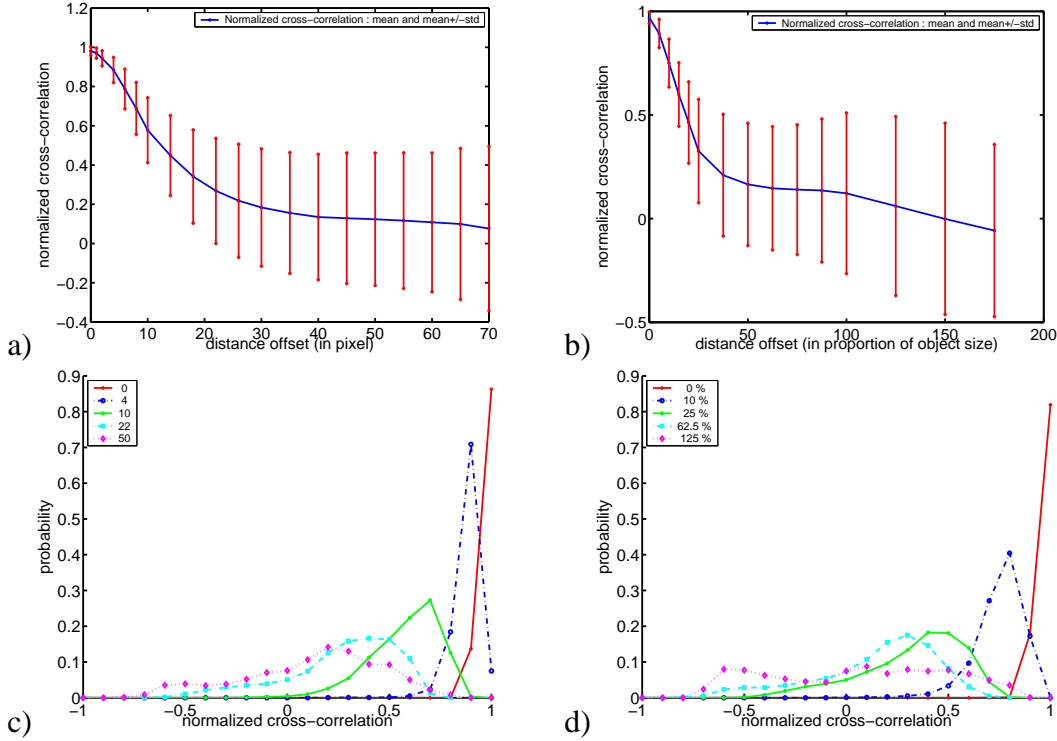 1.2
1
0.8
0.6
0.4
0.2
0
−0.2
−0.4
normalized cross−correlation
Normalized cross−correlation : mean and mean+/−std
0 10 20 30 40 50 60 70
distance offset (in pixel)
a)
1
0.5
0
−0.5
normalized cross−correlation
Normalized cross−correlation : mean and mean+/−std
0 50 100 150 200
distance offset (in proportion of object size)
b)
0.9
0.8
0.7
0.6
0.5
0.4
0.3
0.2
0.1
0
probability
0
4
10
22
50
−1 −0.5 0 0.5 1
normalized cross−correlation
c)
0.9
0.8
0.7
0.6
0.5
0.4
0.3
0.2
0.1
0
probability
0 %
10 %
25 %
62.5 %
125 %
−1 −0.5 0 0.5 1
normalized cross−correlation
d)